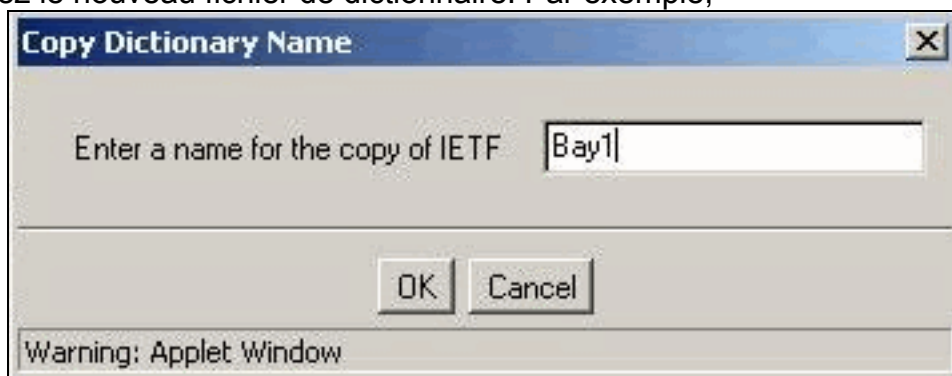 le nouveau fichier de dictionnaire. Par exemple,
Copy Dictionary Name
Enter a name for the copy of IETF Bay1
OK Cancel
Warning: Applet Window